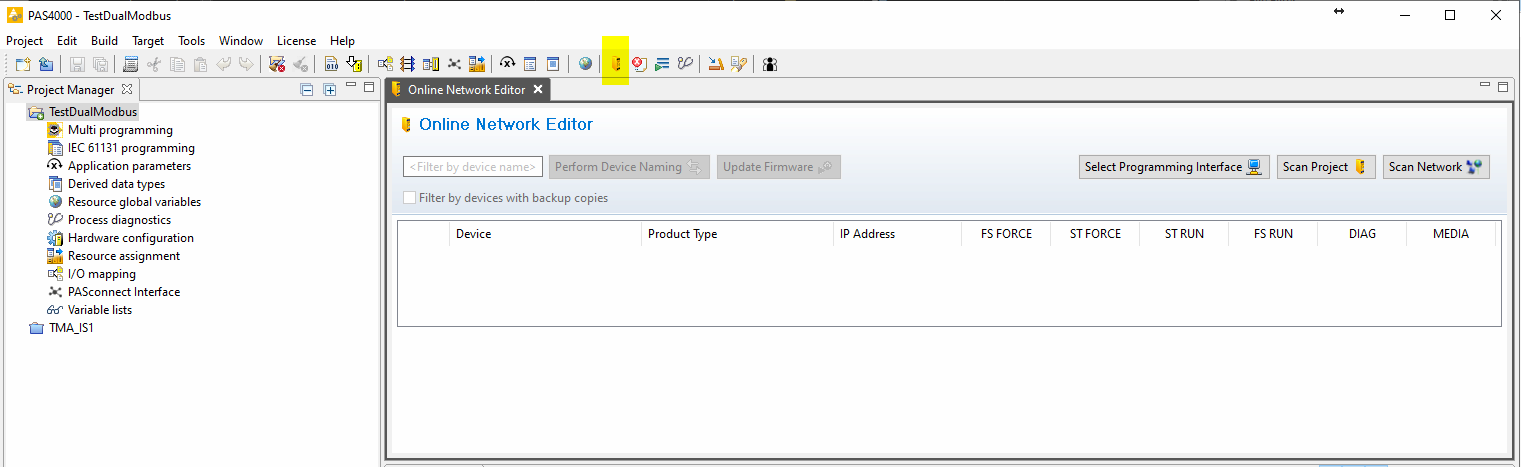 PAS4000 - TestDualModbus
Project Edit Build Target Tools Window License Help
Project Manager
TestDualModbus
Multi programming
IEC 61131 programming
Application parameters
Derived data types
Resource global variables
Process diagnostics
Hardware configuration
Resource assignment
I/O mapping
PASconnect Interface
Variable lists
TMA_IS1
Online Network Editor
Online Network Editor
<Filter by device name> Perform Device Naming Update Firmware Select Programming Interface Scan Project Scan Network
Filter by devices with backup copies
Device Product Type IP Address FS FORCE ST FORCE ST RUN FS RUN DIAG MEDIA